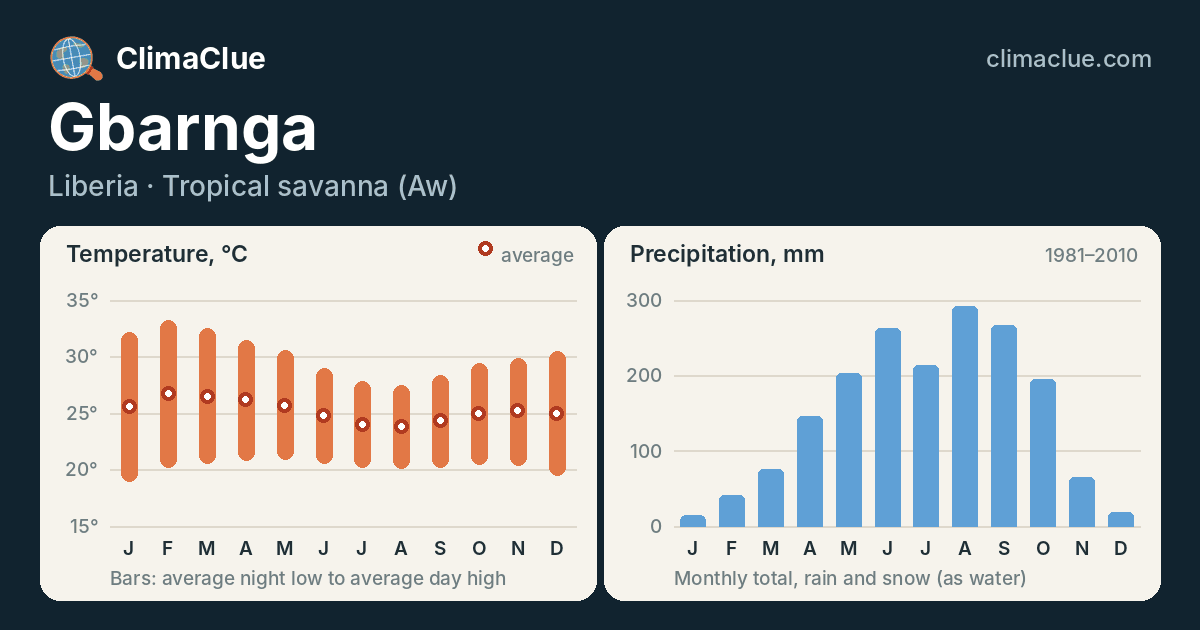 ClimaClue
climaclue.com
Gbarnga
Liberia · Tropical savanna (Aw)
Temperature, °C
average
35°
30°
25°
20°
15°
J F M A M J J A S O N D
Bars: average night low to average day high
Precipitation, mm
1981–2010
300
200
100
0
J F M A M J J A S O N D
Monthly total, rain and snow (as water)